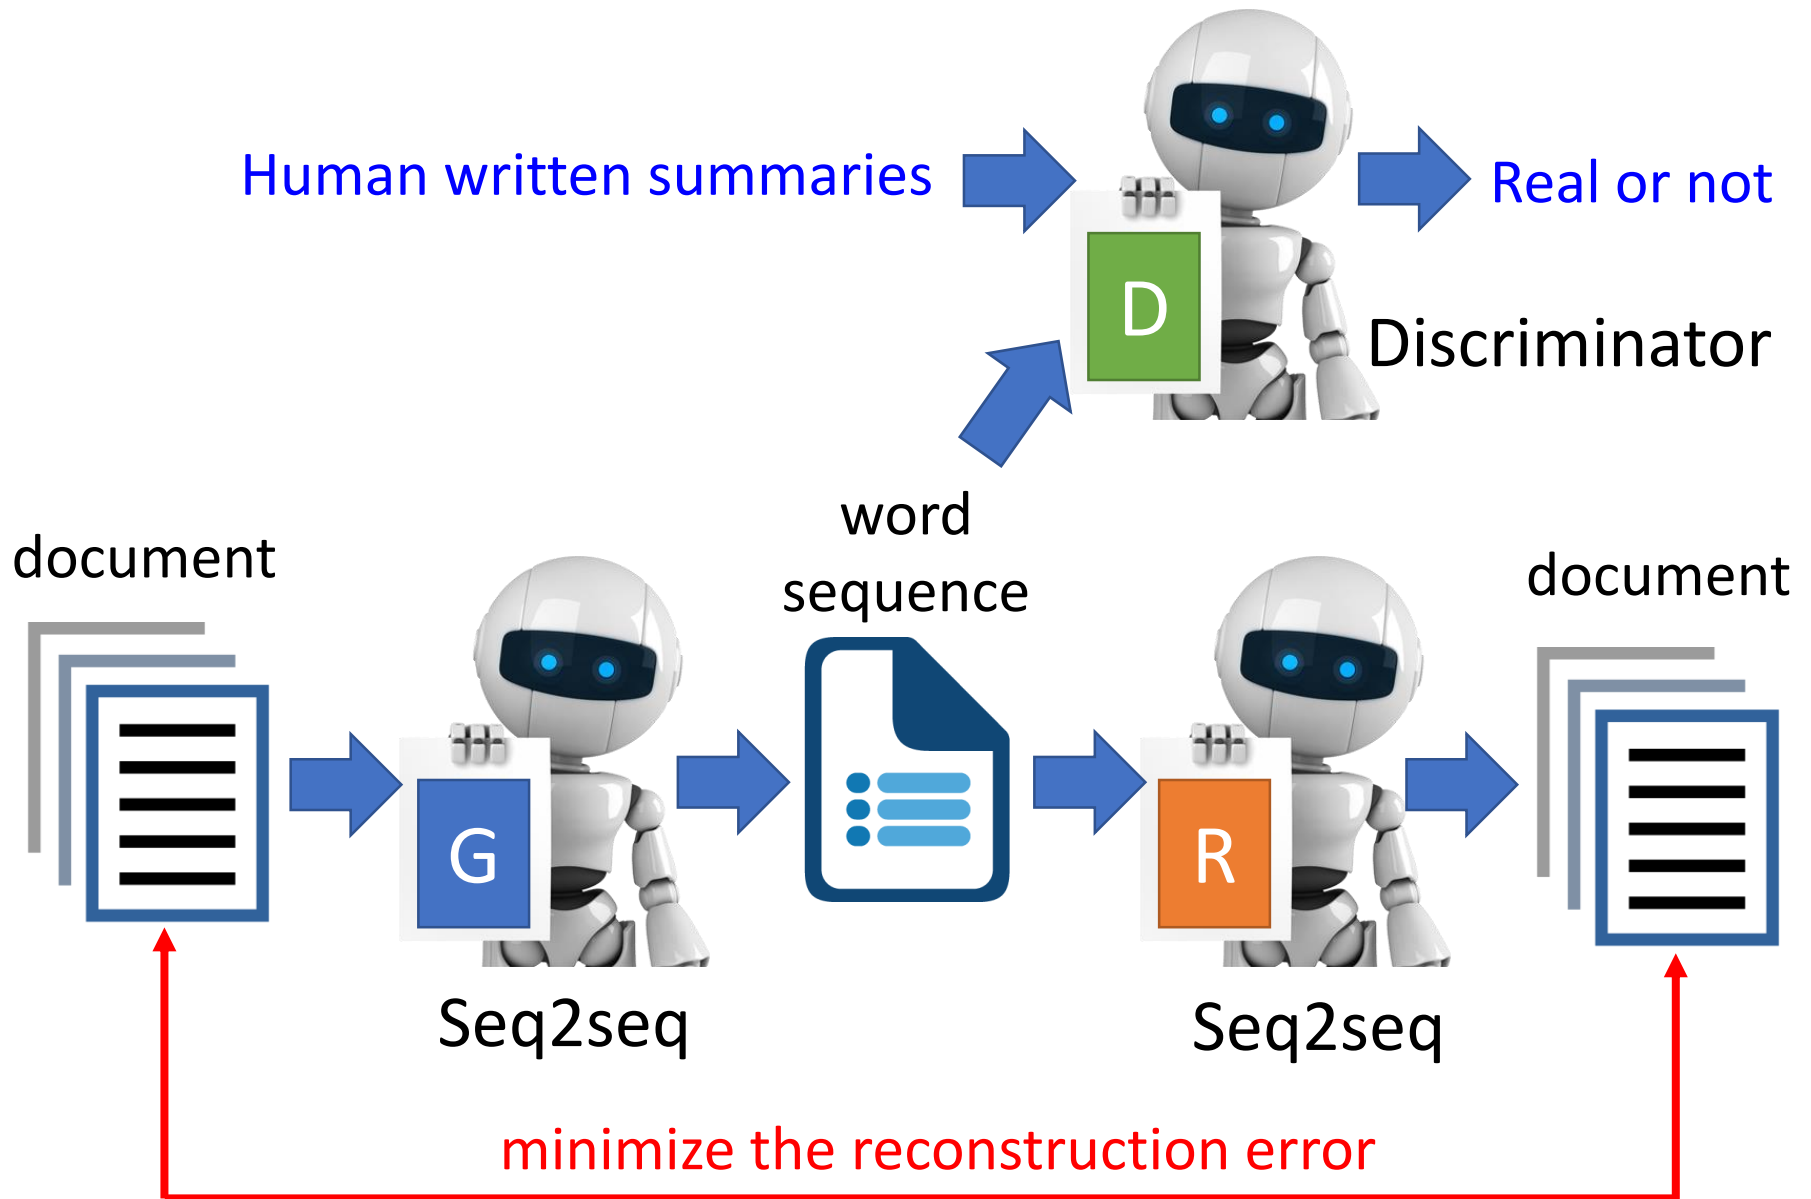 Human written summaries
Real or not
D
Discriminator
word
sequence
document
document
G
R
Seq2seq
Seq2seq
minimize the reconstruction error